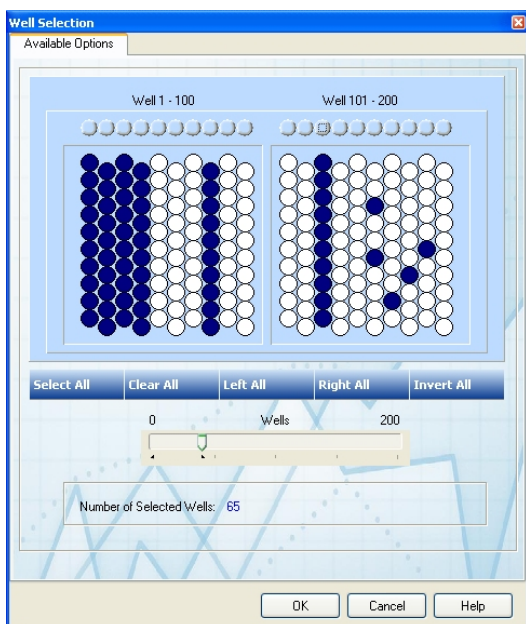 Well Selection
Available Options
Well 1 - 100 Well 101 - 200
Select All Clear All Left All Right All Invert All
0 Wells 200
Number of Selected Wells: 65
OK Cancel Help